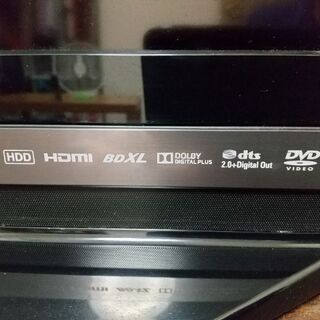 HDD HDMI BDXL DOLBY dts DVD
DIGITAL PLUS 2.0+Digital Out VIDEO